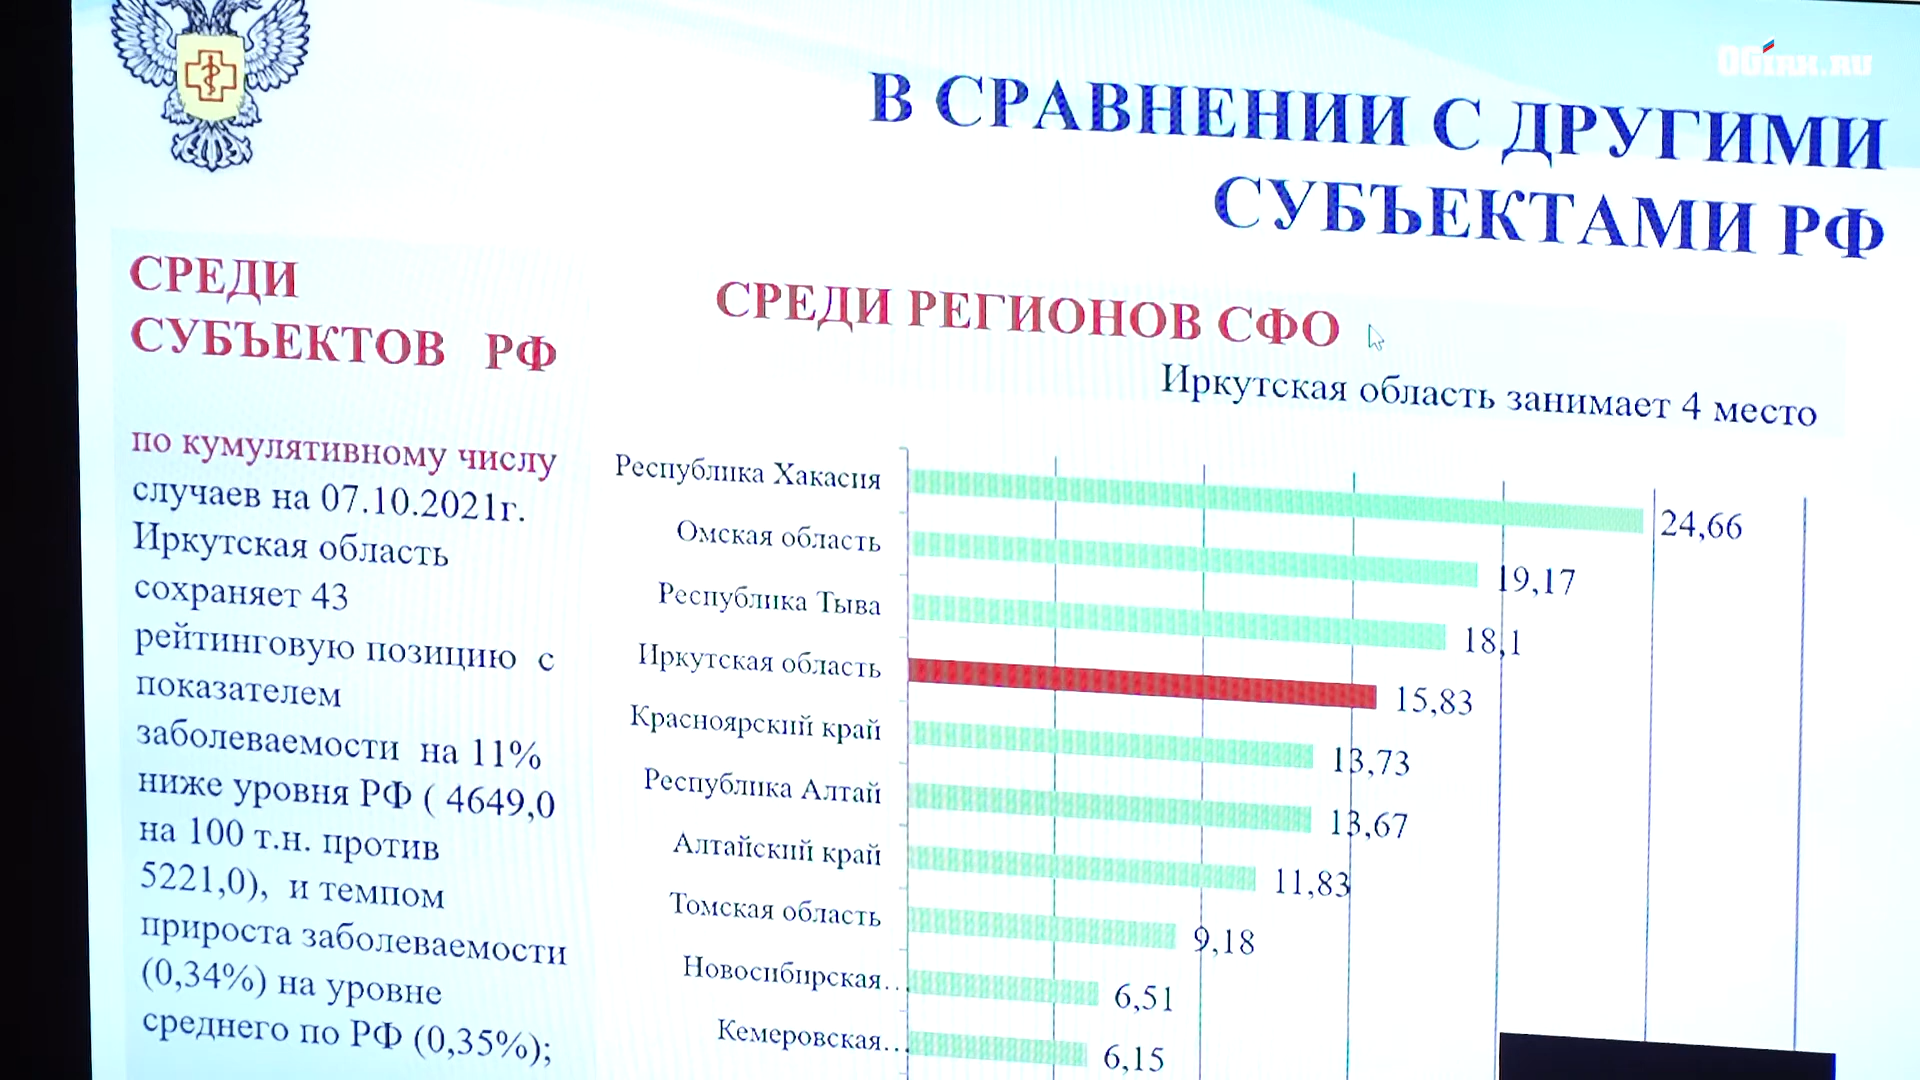 OGIRK.RU
В СРАВНЕНИИ С ДРУГИМИ
СУБЪЕКТАМИ РФ
СРЕДИ
СУБЪЕКТОВ РФ
по кумулятивному числу
случаев на 07.10.2021г.
Иркутская область
сохраняет 43
рейтинговую позицию с
показателем
заболеваемости на 11%
ниже уровня РФ ( 4649,0
на 100 т.н. против
5221,0), и темпом
прироста заболеваемости
(0,34%) на уровне
среднего по РФ (0,35%);
СРЕДИ РЕГИОНОВ СФО
Иркутская область занимает 4 место
Республика Хакасия 24,66
Омская область 19,17
Республика Тыва 18,1
Иркутская область 15,83
Красноярский край 13,73
Республика Алтай 13,67
Алтайский край 11,83
Томская область 9,18
Новосибирская… 6,51
Кемеровская… 6,15